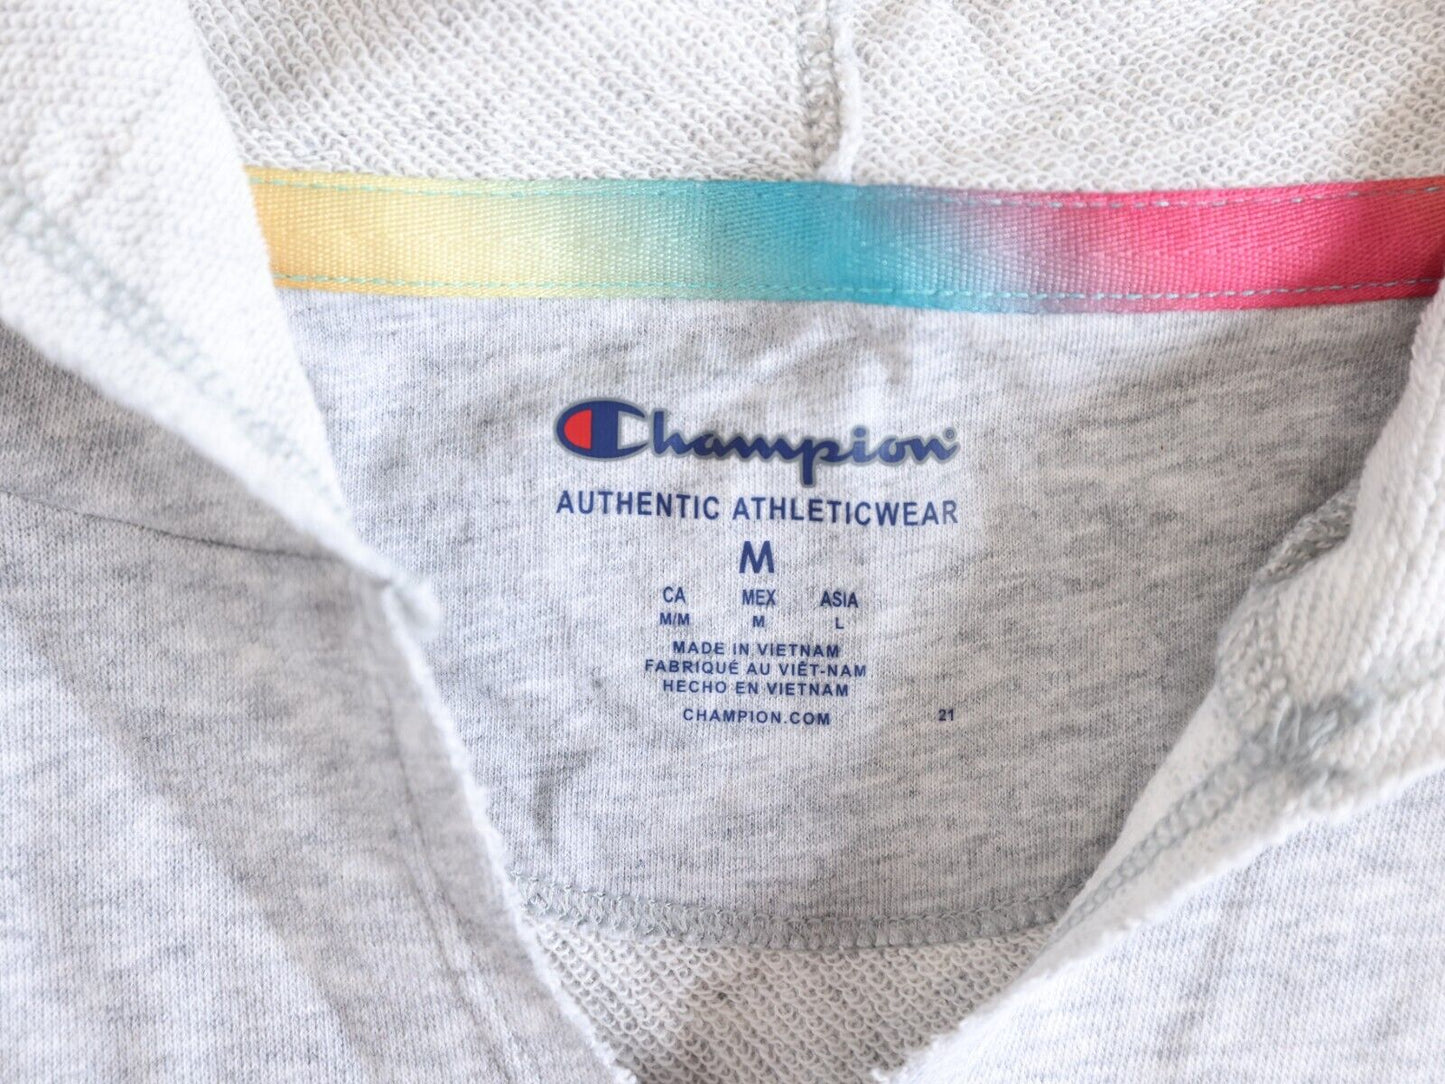 Champion
AUTHENTIC ATHLETICWEAR
M
CA MEX ASIA
M/M M L
MADE IN VIETNAM
FABRIQUÉ AU VIÊT-NAM
HECHO EN VIETNAM
CHAMPION.COM 21